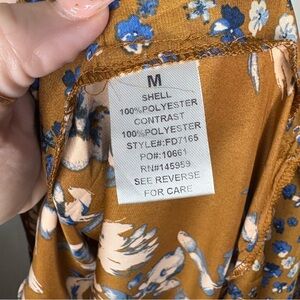 M
SHELL
100%POLYESTER
CONTRAST
100%POLYESTER
STYLE#:FD7165
PO#:10661
RN#145959
SEE REVERSE
FOR CARE